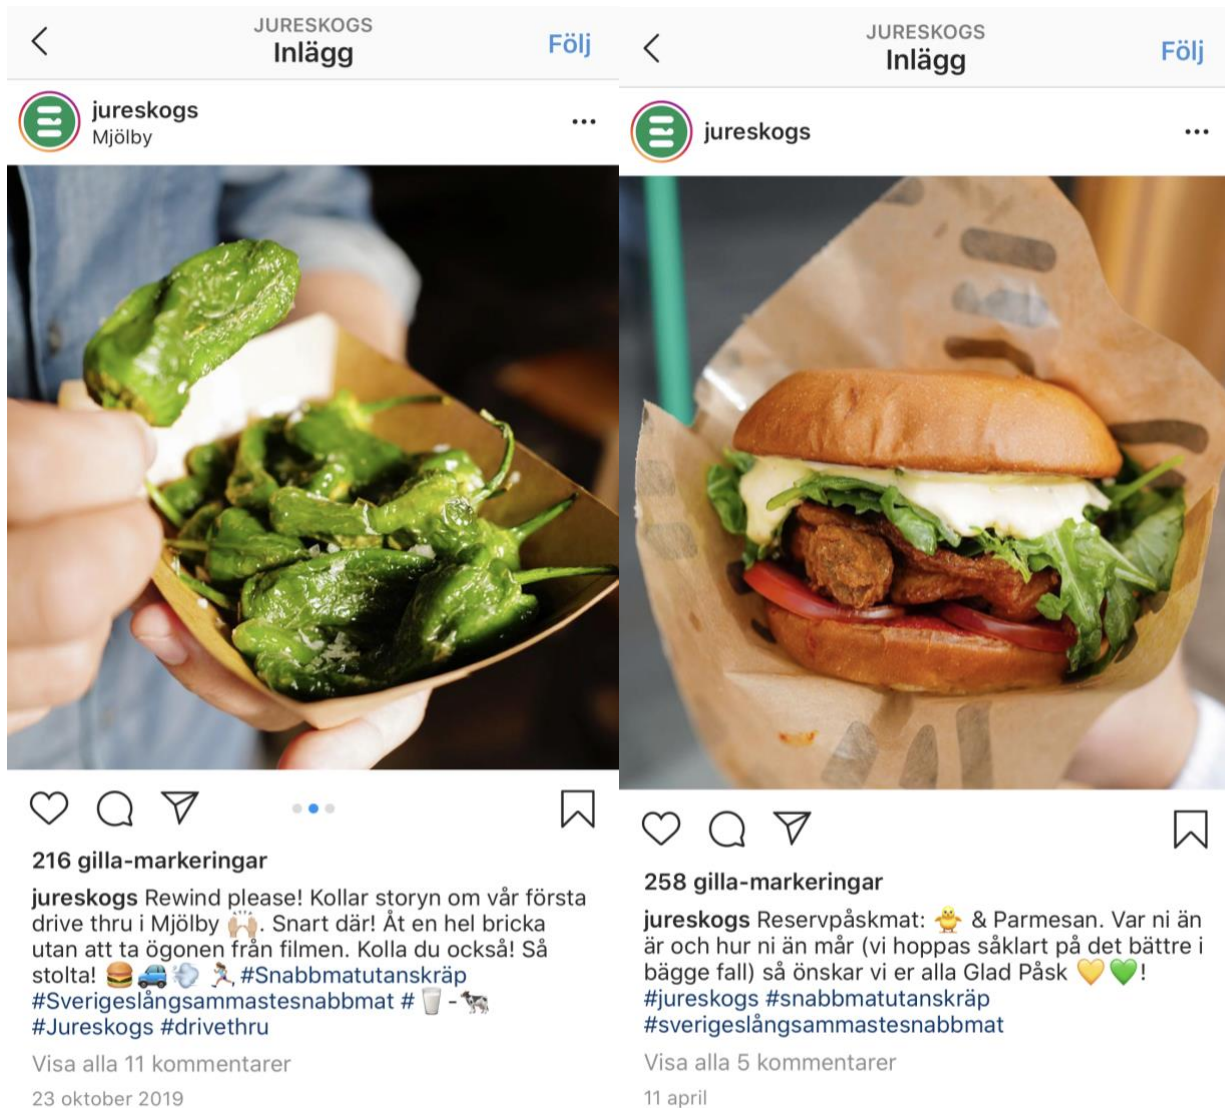 JURESKOGS
Inlägg
Följ
jureskogs
Mjölby
216 gilla-markeringar
jureskogs Rewind please! Kollar storyn om vår första
drive thru i Mjölby 🙌🏼. Snart där! Åt en hel bricka
utan att ta ögonen från filmen. Kolla du också! Så
stolta! 🍔🚙💨 🏃🏼‍♀️ #Snabbmatutanskräp
#Sverigeslångsammastesnabbmat # 🥛-🐄
#Jureskogs #drivethru
Visa alla 11 kommentarer
23 oktober 2019
JURESKOGS
Inlägg
Följ
jureskogs
258 gilla-markeringar
jureskogs Reservpåskmat: 🐥 & Parmesan. Var ni än
är och hur ni än mår (vi hoppas såklart på det bättre i
bägge fall) så önskar vi er alla Glad Påsk 💛💚!
#jureskogs #snabbmatutanskräp
#sverigeslångsammastesnabbmat
Visa alla 5 kommentarer
11 april